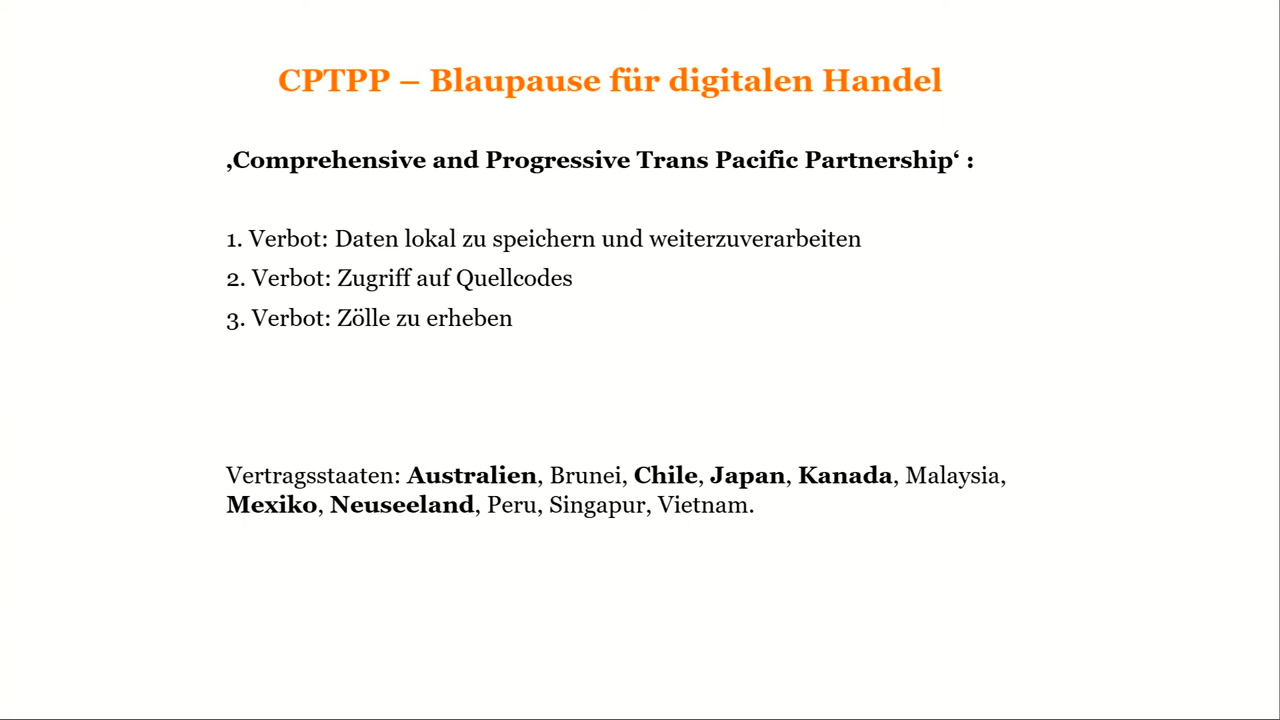 CPTPP – Blaupause für digitalen Handel
‚Comprehensive and Progressive Trans Pacific Partnership‘ :
1. Verbot: Daten lokal zu speichern und weiterzuverarbeiten
2. Verbot: Zugriff auf Quellcodes
3. Verbot: Zölle zu erheben
Vertragsstaaten: Australien, Brunei, Chile, Japan, Kanada, Malaysia,
Mexiko, Neuseeland, Peru, Singapur, Vietnam.